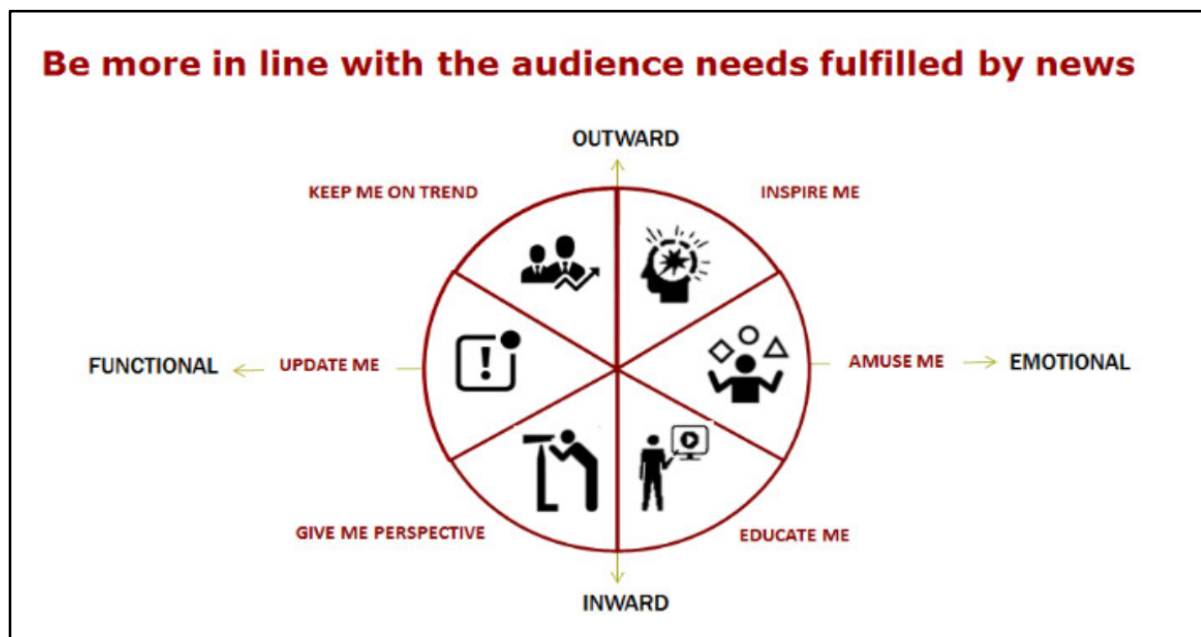 Be more in line with the audience needs fulfilled by news
OUTWARD
KEEP ME ON TREND
INSPIRE ME
FUNCTIONAL
UPDATE ME
!
AMUSE ME
EMOTIONAL
GIVE ME PERSPECTIVE
EDUCATE ME
INWARD